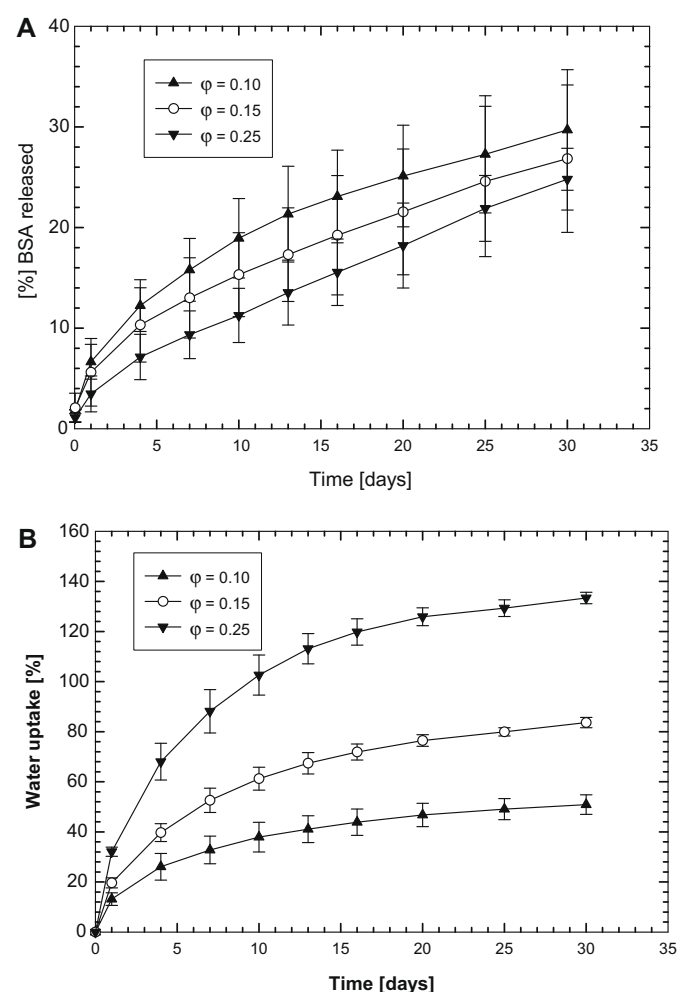 A
40
30
20
10
0
[%] BSA released
φ = 0.10
φ = 0.15
φ = 0.25
0 5 10 15 20 25 30 35
Time [days]
B
160
140
120
100
80
60
40
20
0
Water uptake [%]
φ = 0.10
φ = 0.15
φ = 0.25
0 5 10 15 20 25 30 35
Time [days]